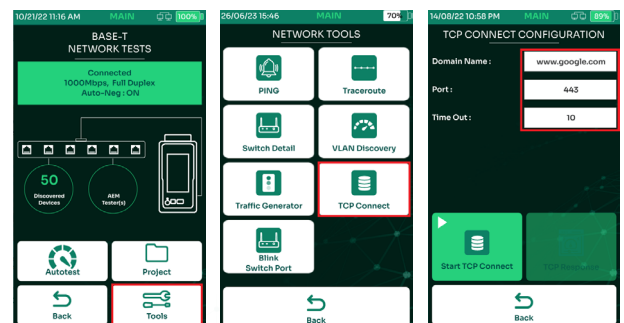 10/21/22 11:16 AM MAIN 100%
BASE-T
NETWORK TESTS
Connected
1000Mbps, Full Duplex
Auto-Neg : ON
50
Discovered
Devices
AEM
Tester(s)
Autotest
Project
Back
Tools
26/06/23 15:46 MAIN 70%
NETWORK TOOLS
PING
Traceroute
Switch Detail
VLAN Discovery
Traffic Generator
TCP Connect
Blink
Switch Port
Back
14/08/22 10:58 PM MAIN 89%
TCP CONNECT CONFIGURATION
Domain Name : www.google.com
Port : 443
Time Out : 10
Start TCP Connect
TCP Responder
Back